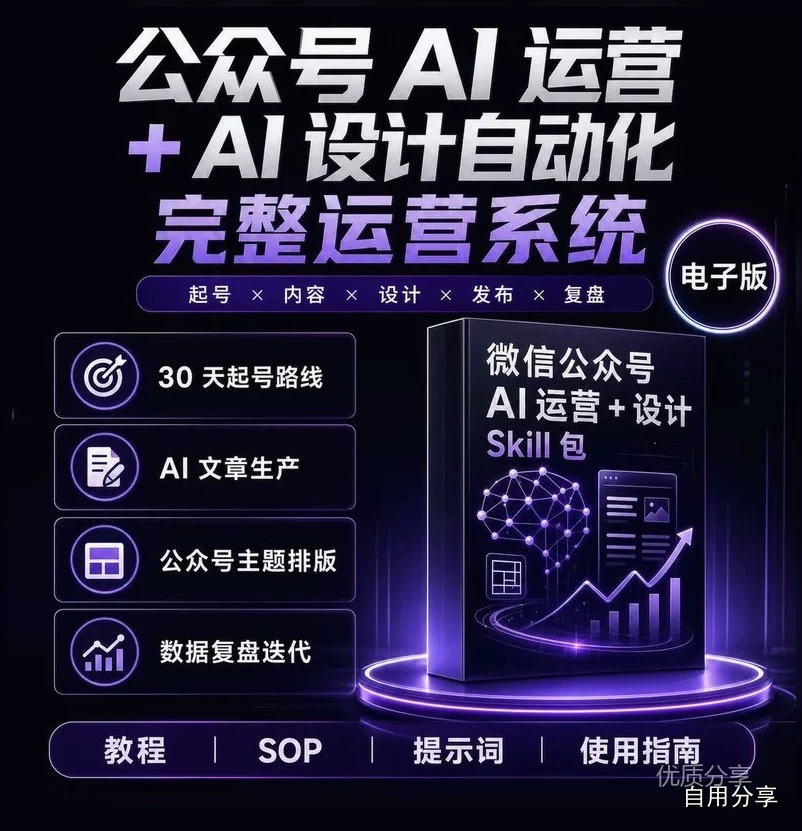 公众号 AI 运营
+ AI 设计自动化
完整运营系统
电子版
起号 × 内容 × 设计 × 发布 × 复盘
30 天起号路线
AI 文章生产
公众号主题排版
数据复盘迭代
微信公众号
AI 运营 + 设计
Skill 包
教程 | SOP | 提示词 | 使用指南
优质分享
自用分享